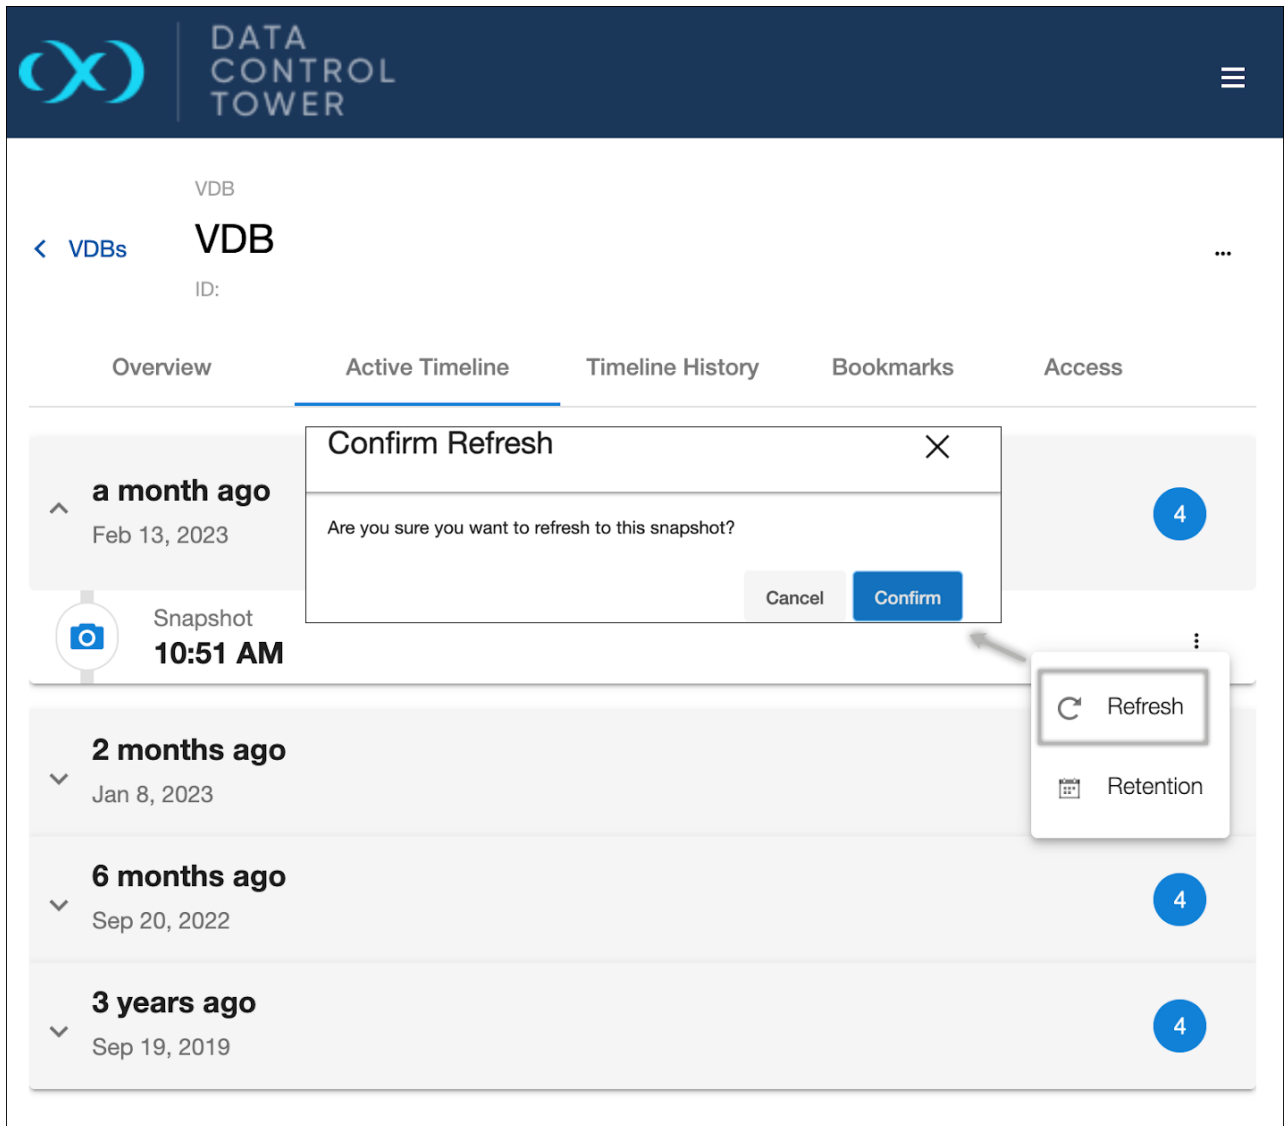 DATA
CONTROL
TOWER
VDB
VDBs
VDB
ID:
Overview Active Timeline Timeline History Bookmarks Access
Confirm Refresh
a month ago
Feb 13, 2023
4
Are you sure you want to refresh to this snapshot?
Cancel Confirm
Snapshot
10:51 AM
Refresh
Retention
2 months ago
Jan 8, 2023
6 months ago
Sep 20, 2022
4
3 years ago
Sep 19, 2019
4